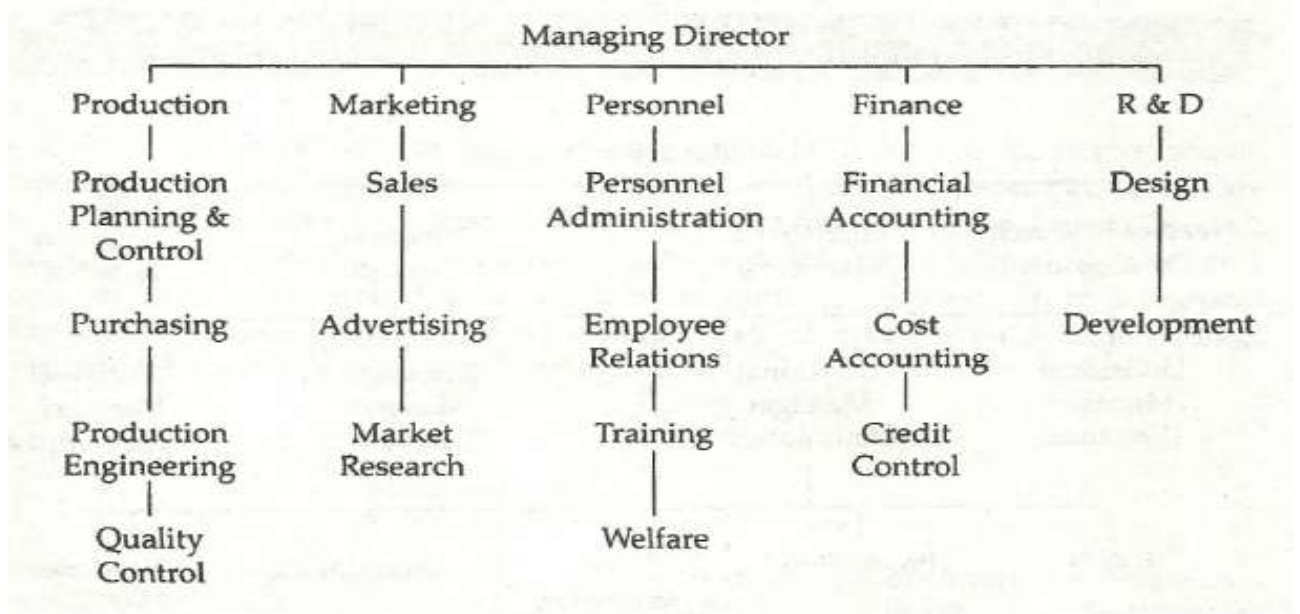 Managing Director
Production Marketing Personnel Finance R & D
Production Sales Personnel Financial Design
Planning & Administration Accounting
Control
Purchasing Advertising Employee Cost Development
Relations Accounting
Production Market Training Credit
Engineering Research Control
Quality Welfare
Control